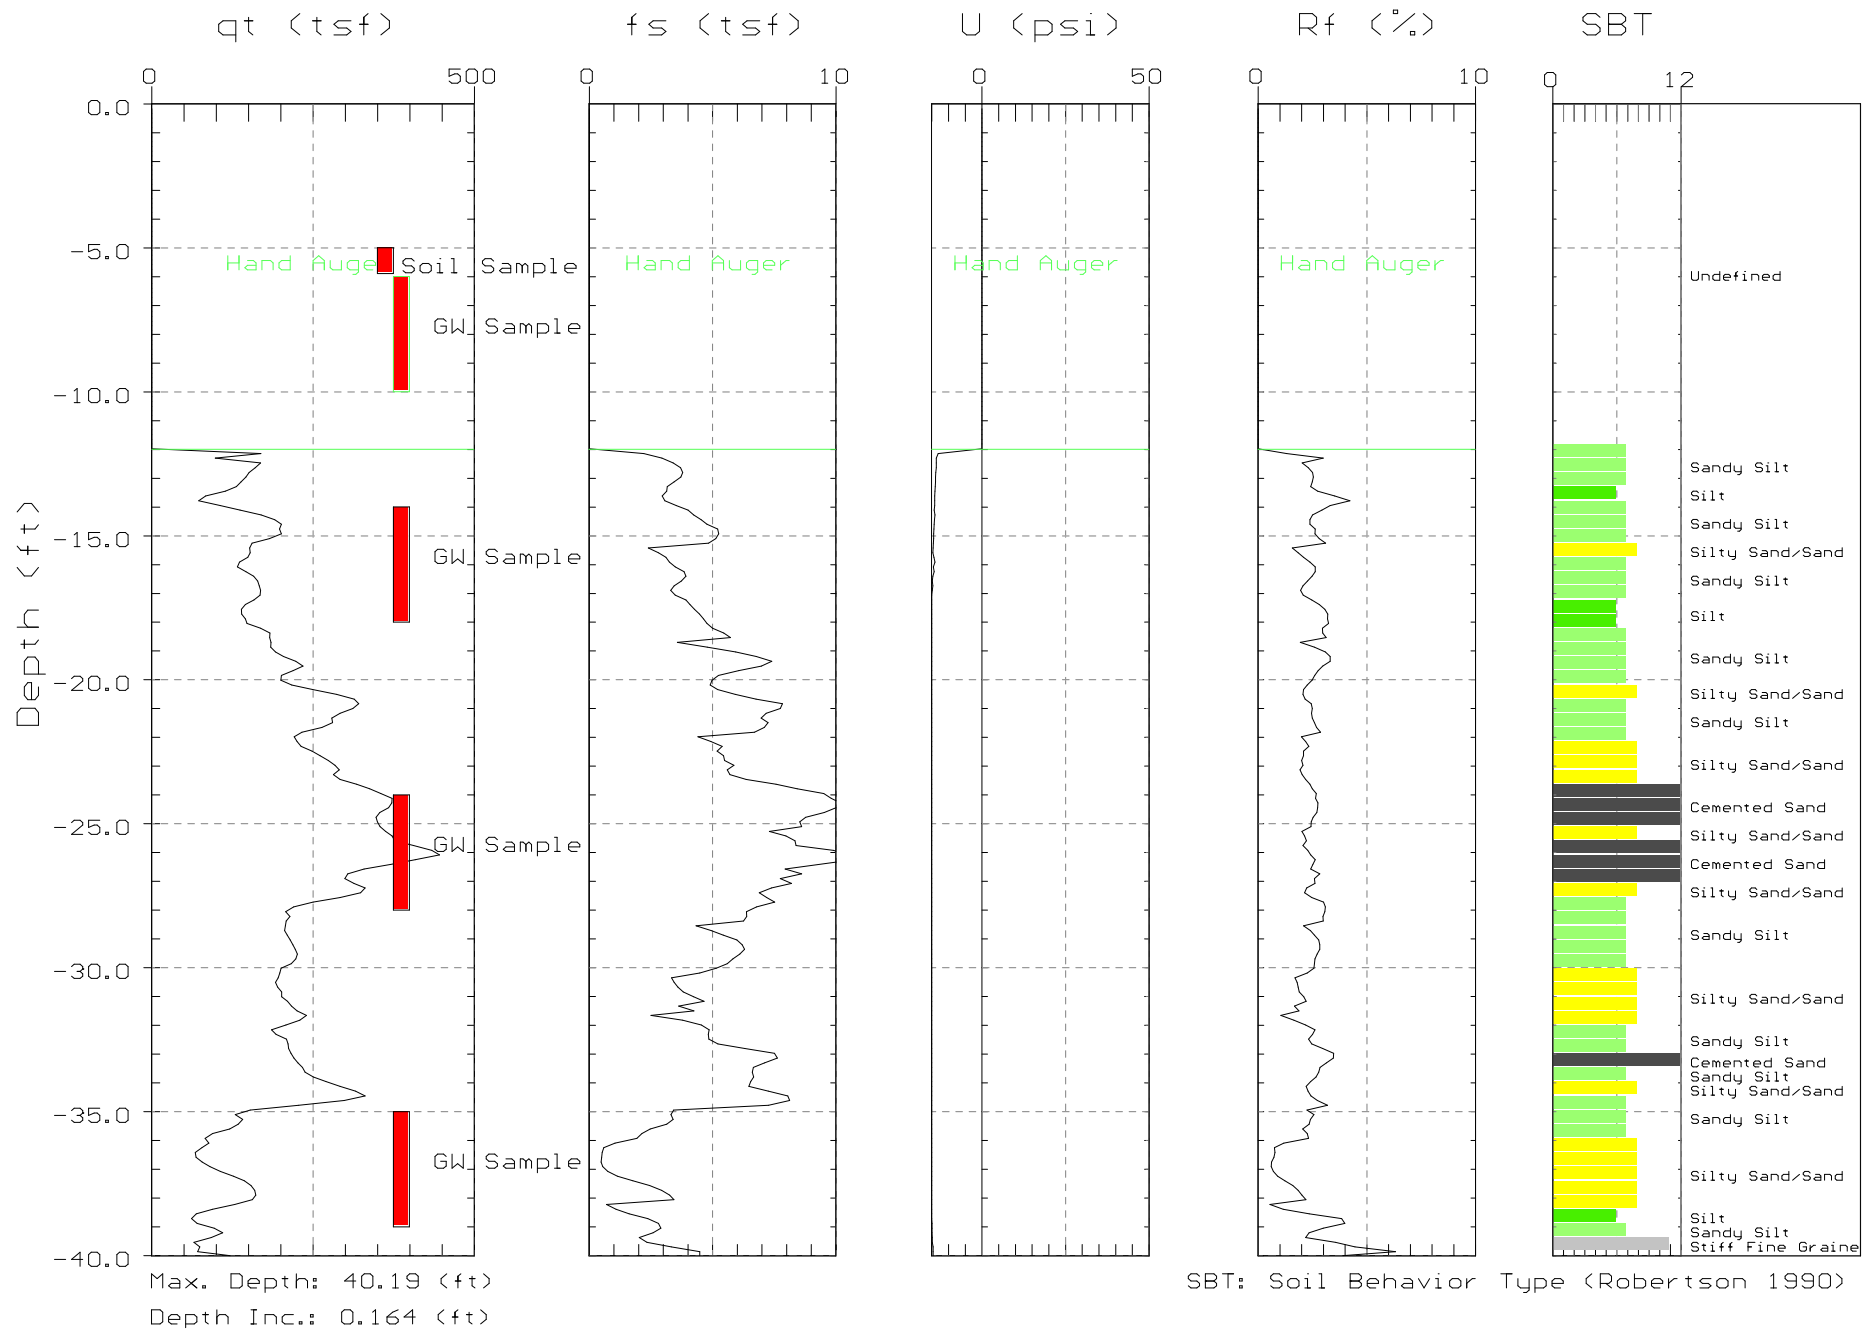 qt (tsf) fs (tsf) U (psi) Rf (%) SBT
0 500 0 10 0 50 0 10 0 12
0.0
-5.0
Hand Auge Soil Sample Hand Auger Hand Auger Hand Auger
Undefined
GW Sample
-10.0
Sandy Silt
Silt
Sandy Silt
-15.0
Silty Sand/Sand
GW Sample
Sandy Silt
Silt
Sandy Silt
-20.0
Silty Sand/Sand
Depth (ft)
Sandy Silt
Silty Sand/Sand
Cemented Sand
-25.0
Silty Sand/Sand
GW Sample
Cemented Sand
Silty Sand/Sand
Sandy Silt
-30.0
Silty Sand/Sand
Sandy Silt
Cemented Sand
Sandy Silt
Silty Sand/Sand
-35.0
Sandy Silt
GW Sample
Silty Sand/Sand
Silt
Sandy Silt
Stiff Fine Graine
-40.0
Max. Depth: 40.19 (ft) SBT: Soil Behavior Type (Robertson 1990)
Depth Inc.: 0.164 (ft)